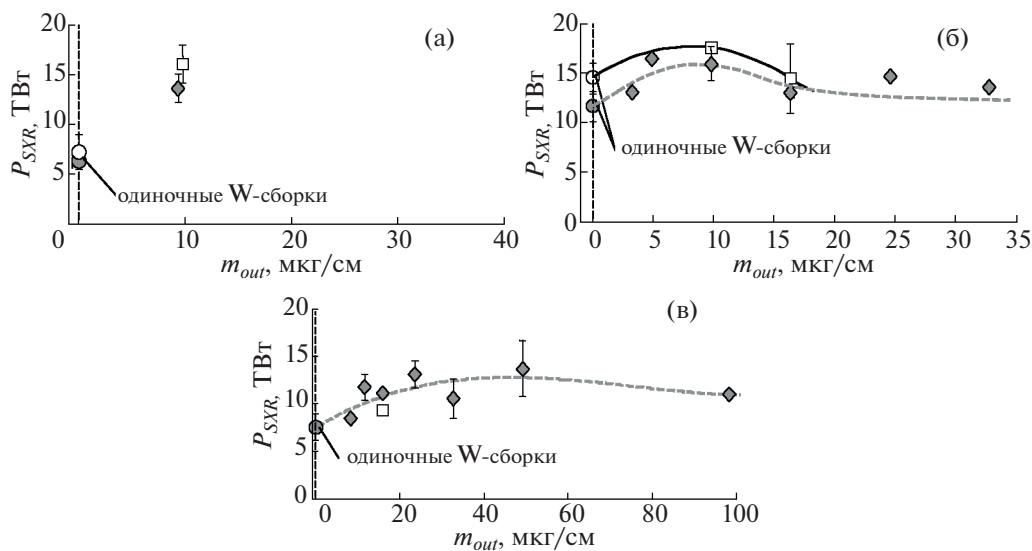 (а)
20
15
10
5
0
10
20
30
40
P_SXR, ТВт
одиночные W-сборки
m_out, мкг/см
(б)
20
15
10
5
0
0
5
10
15
20
25
30
35
P_SXR, ТВт
одиночные W-сборки
m_out, мкг/см
(в)
20
15
10
5
0
0
20
40
60
80
100
P_SXR, ТВт
одиночные W-сборки
m_out, мкг/см